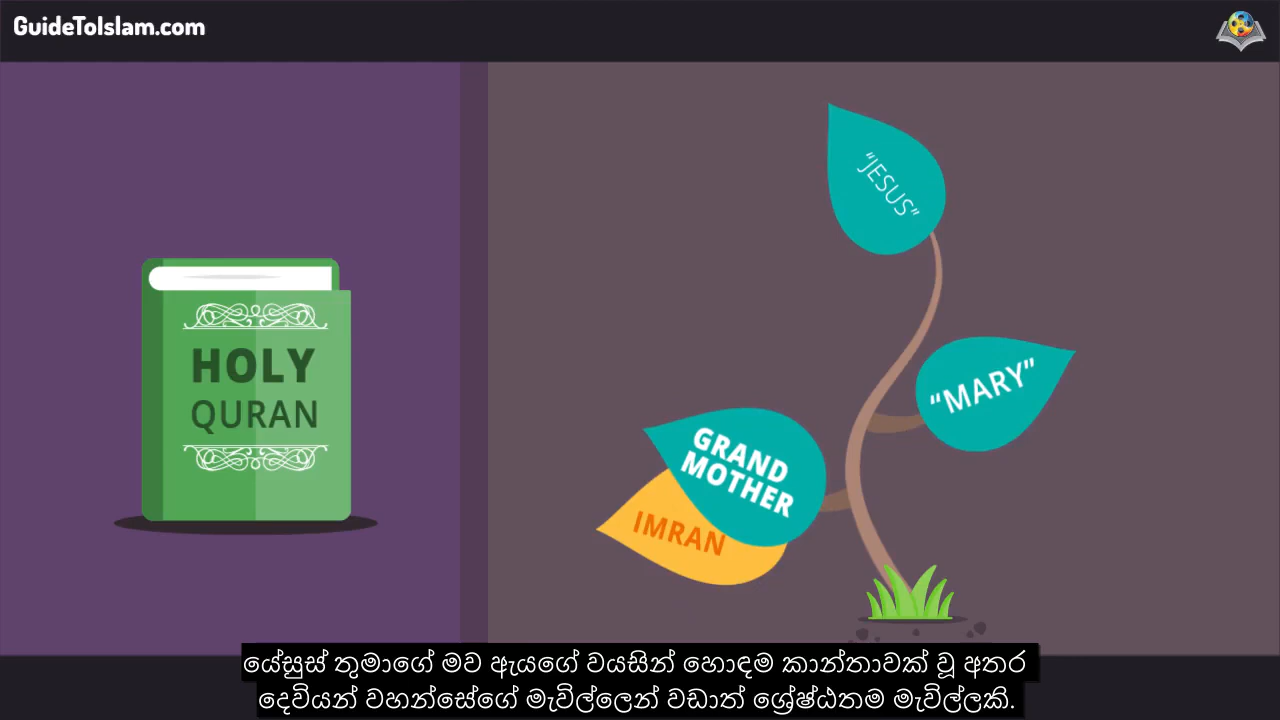 GuideToIslam.com
“JESUS”
“MARY”
GRAND
MOTHER
IMRAN
HOLY
QURAN
යේසුස් තුමාගේ මව ඇයගේ වයසින් හොඳම කාන්තාවක් වූ අතර
දෙවියන් වහන්සේගේ මැවිල්ලෙන් වඩාත් ශ්‍රේෂ්ඨතම මැවිල්ලකි.